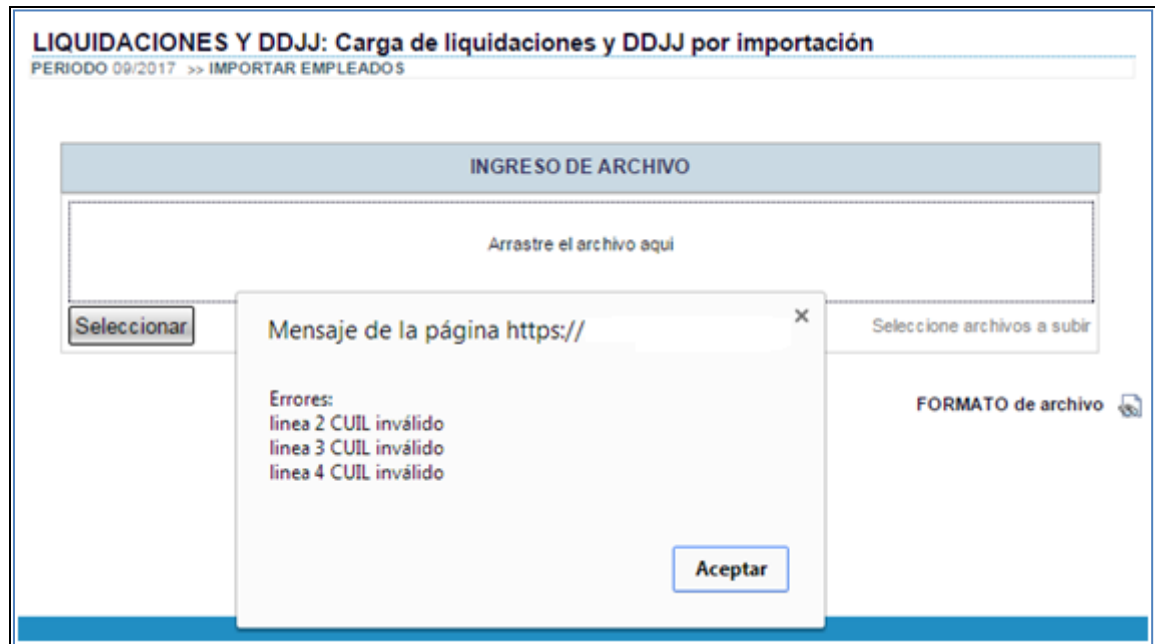 LIQUIDACIONES Y DDJJ: Carga de liquidaciones y DDJJ por importación
PERIODO 09/2017 >> IMPORTAR EMPLEADOS
INGRESO DE ARCHIVO
Arrastre el archivo aqui
Seleccionar
Seleccione archivos a subir
Mensaje de la página https://
×
Errores:
linea 2 CUIL inválido
linea 3 CUIL inválido
linea 4 CUIL inválido
Aceptar
FORMATO de archivo